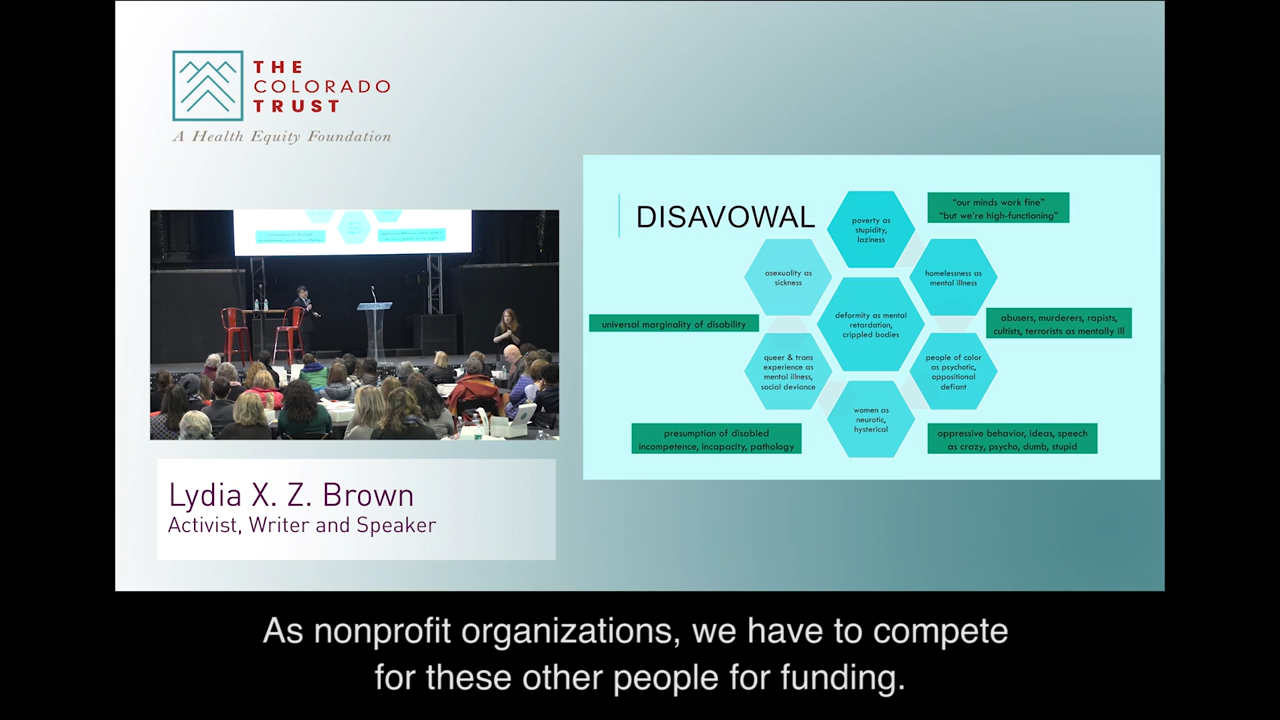 THE
COLORADO
TRUST
A Health Equity Foundation
DISAVOWAL
poverty as
stupidity,
laziness
"our minds work fine"
"but we're high-functioning"
asexuality as
sickness
homelessness as
mental illness
universal marginality of disability
deformity as mental
retardation,
crippled bodies
abusers, murderers, rapists,
cultists, terrorists as mentally ill
queer & trans
experience as
mental illness,
social deviance
people of color
as psychotic,
oppositional
defiant
women as
neurotic,
hysterical
presumption of disabled
incompetence, incapacity, pathology
oppressive behavior, ideas, speech
as crazy, psycho, dumb, stupid
Lydia X. Z. Brown
Activist, Writer and Speaker
As nonprofit organizations, we have to compete
for these other people for funding.